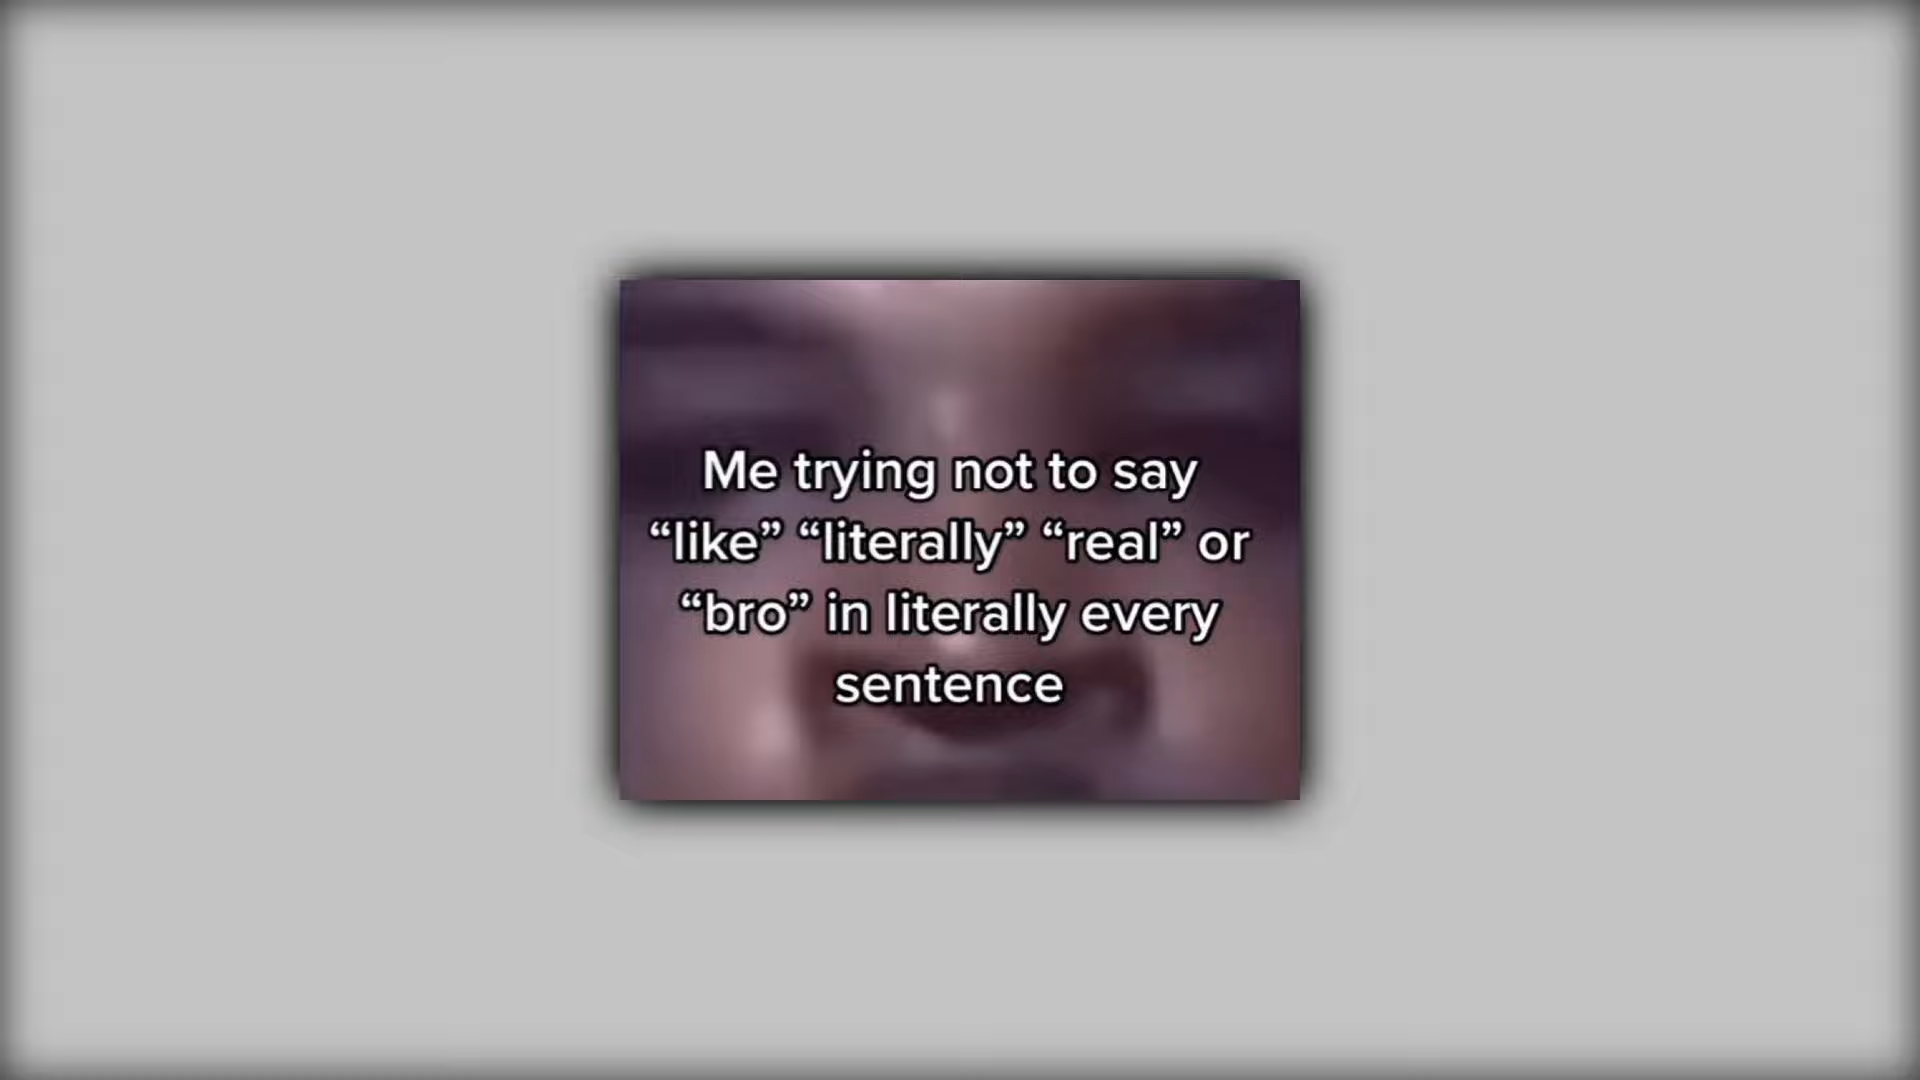 Me trying not to say
“like” “literally” “real” or
“bro” in literally every
sentence